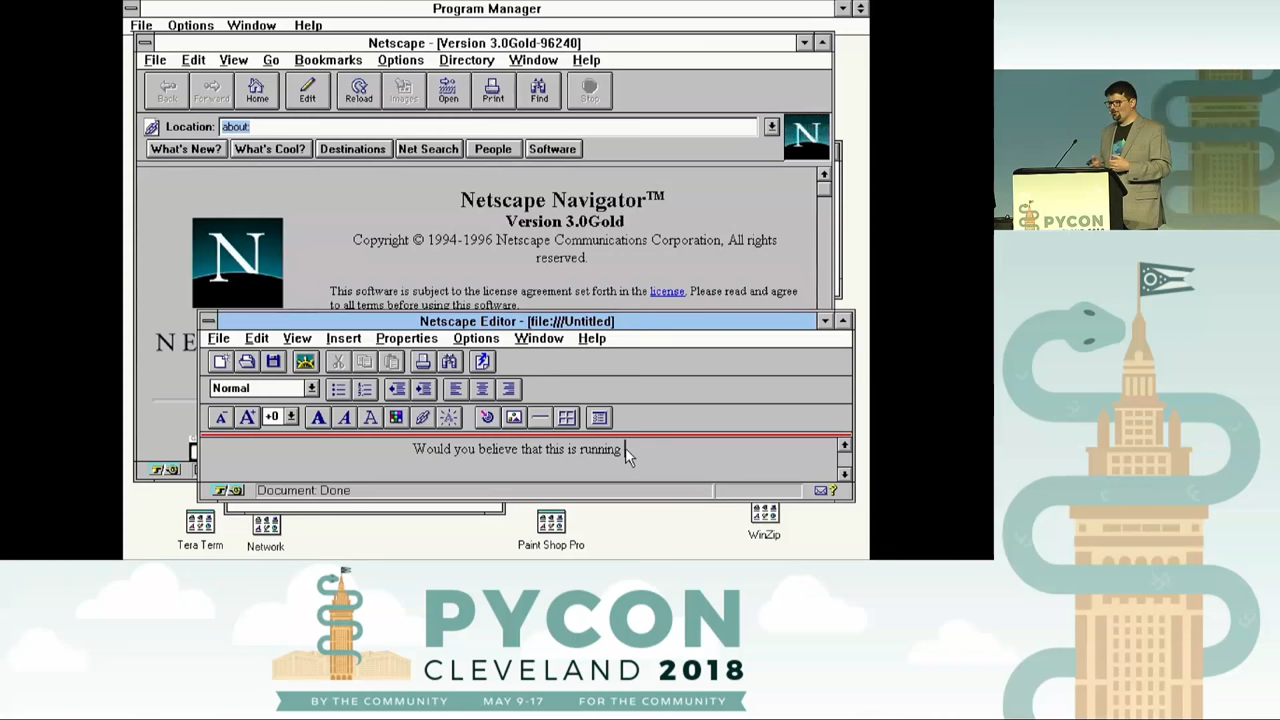 Program Manager
File Options Window Help
Netscape - [Version 3.0Gold-96240]
File Edit View Go Bookmarks Options Directory Window Help
Back Forward Home Edit Reload Images Open Print Find Stop
Location: about:
N
What's New? What's Cool? Destinations Net Search People Software
Netscape Navigator™
Version 3.0Gold
Copyright © 1994-1996 Netscape Communications Corporation, All rights
reserved.
N
This software is subject to the license agreement set forth in the license. Please read and agree
to all terms before using this software.
N E
Netscape Editor - [file:///Untitled]
File Edit View Insert Properties Options Window Help
Normal
A A +0 A A A
Would you believe that this is running
Document: Done
Tera Term
Network
Paint Shop Pro
WinZip
PYCON
CLEVELAND 2018
PYCON
CLEVELAND 2018
BY THE COMMUNITY MAY 9-17 FOR THE COMMUNITY